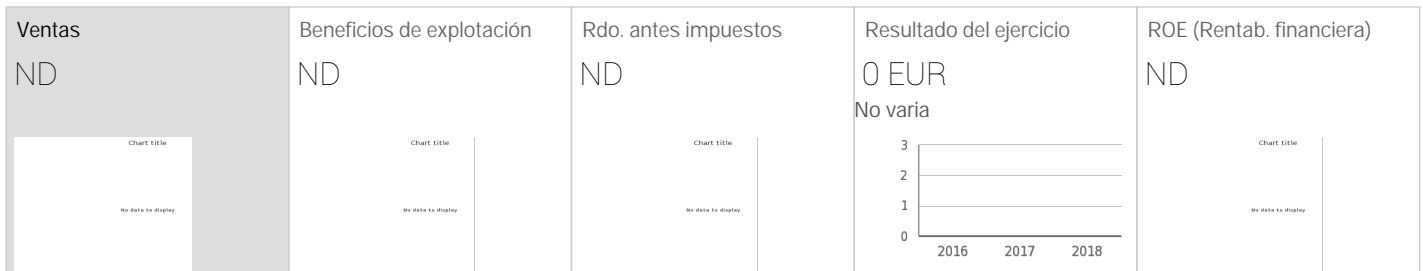 Ventas
ND
Chart title
No data to display
Beneficios de explotación
ND
Chart title
No data to display
Rdo. antes impuestos
ND
Chart title
No data to display
Resultado del ejercicio
0 EUR
No varia
3
2
1
0
2016 2017 2018
ROE (Rentab. financiera)
ND
Chart title
No data to display